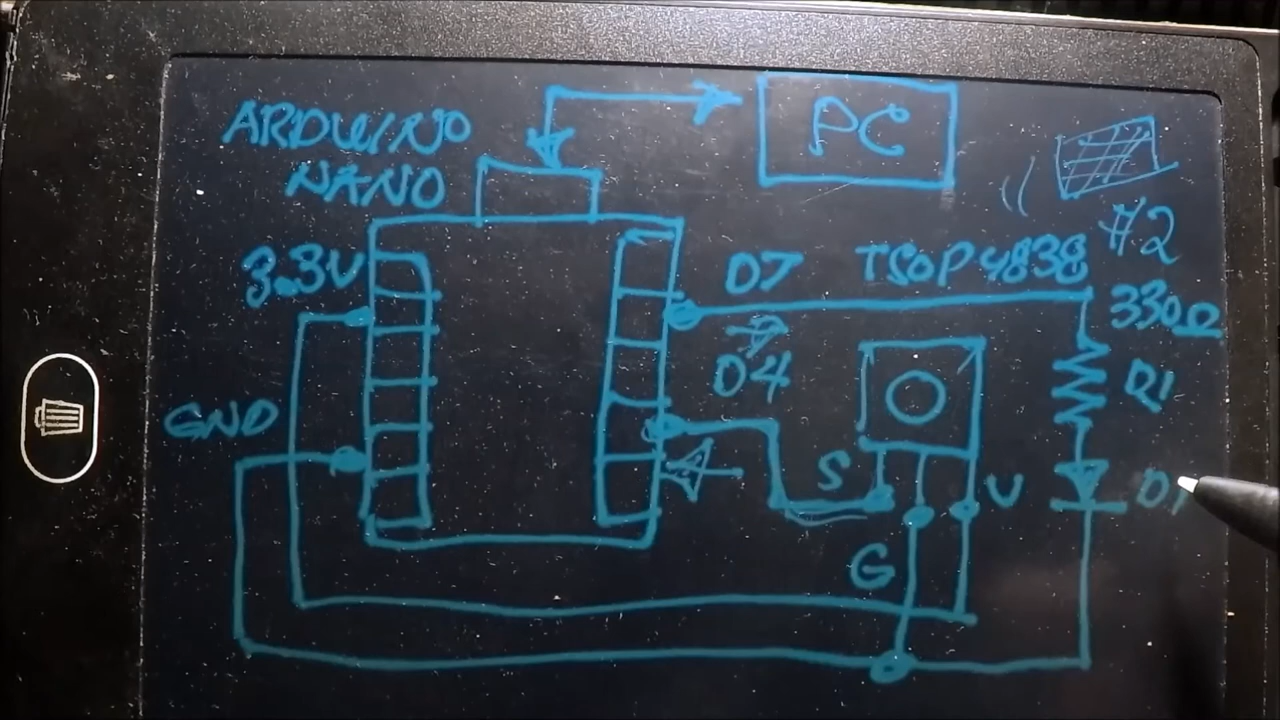 ARDUINO
NANO
PC
#2
3.3V
D7
TSOP4838
330Ω
D4
R1
GND
S
V
D1
G